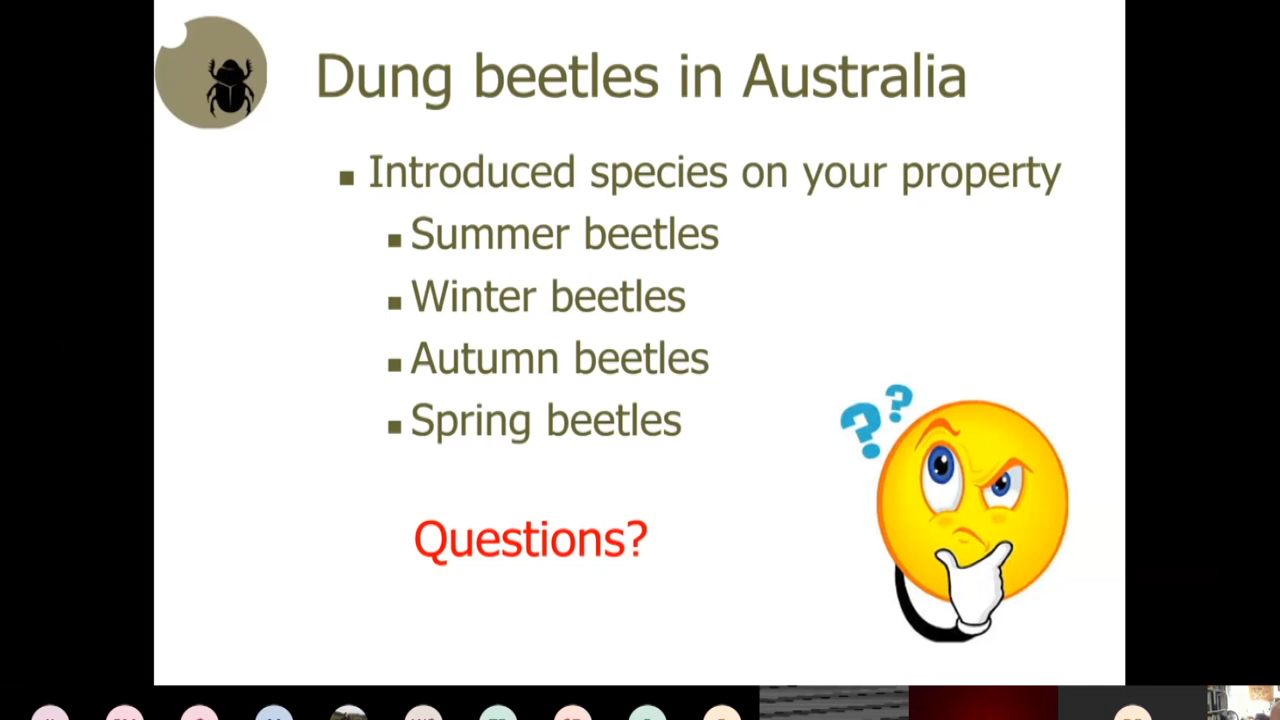 Dung beetles in Australia
Introduced species on your property
Summer beetles
Winter beetles
Autumn beetles
Spring beetles
??
Questions?